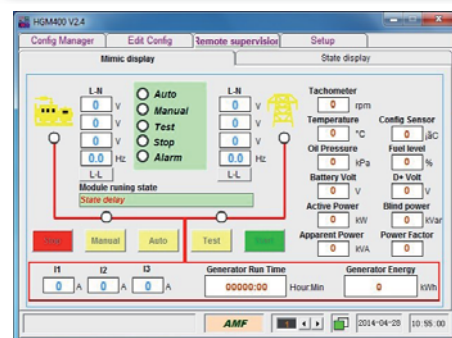 HGM400 V2.4
Config Manager Edit Config Remote supervision Setup
Mimic display State display
L-N
0 V
0 V
0 V
0.0 Hz
L-L
Auto
Manual
Test
Stop
Alarm
L-N
0 V
0 V
0 V
0.0 Hz
L-L
Module runing state
State delay
Manual Auto Test
Tachometer
0 rpm
Temperature Config Sensor
0 °C 0 ¡ãC
Oil Pressure Fuel level
0 kPa 0 %
Battery Volt D+ Volt
0 V 0 V
Active Power Blind power
0 kW 0 kVar
Apparent Power Power Factor
0 kVA 0
I1 I2 I3 Generator Run Time Generator Energy
0 A 0 A 0 A 00000:00 Hour:Min 0 kWh
AMF 2014-04-28 10:55:00